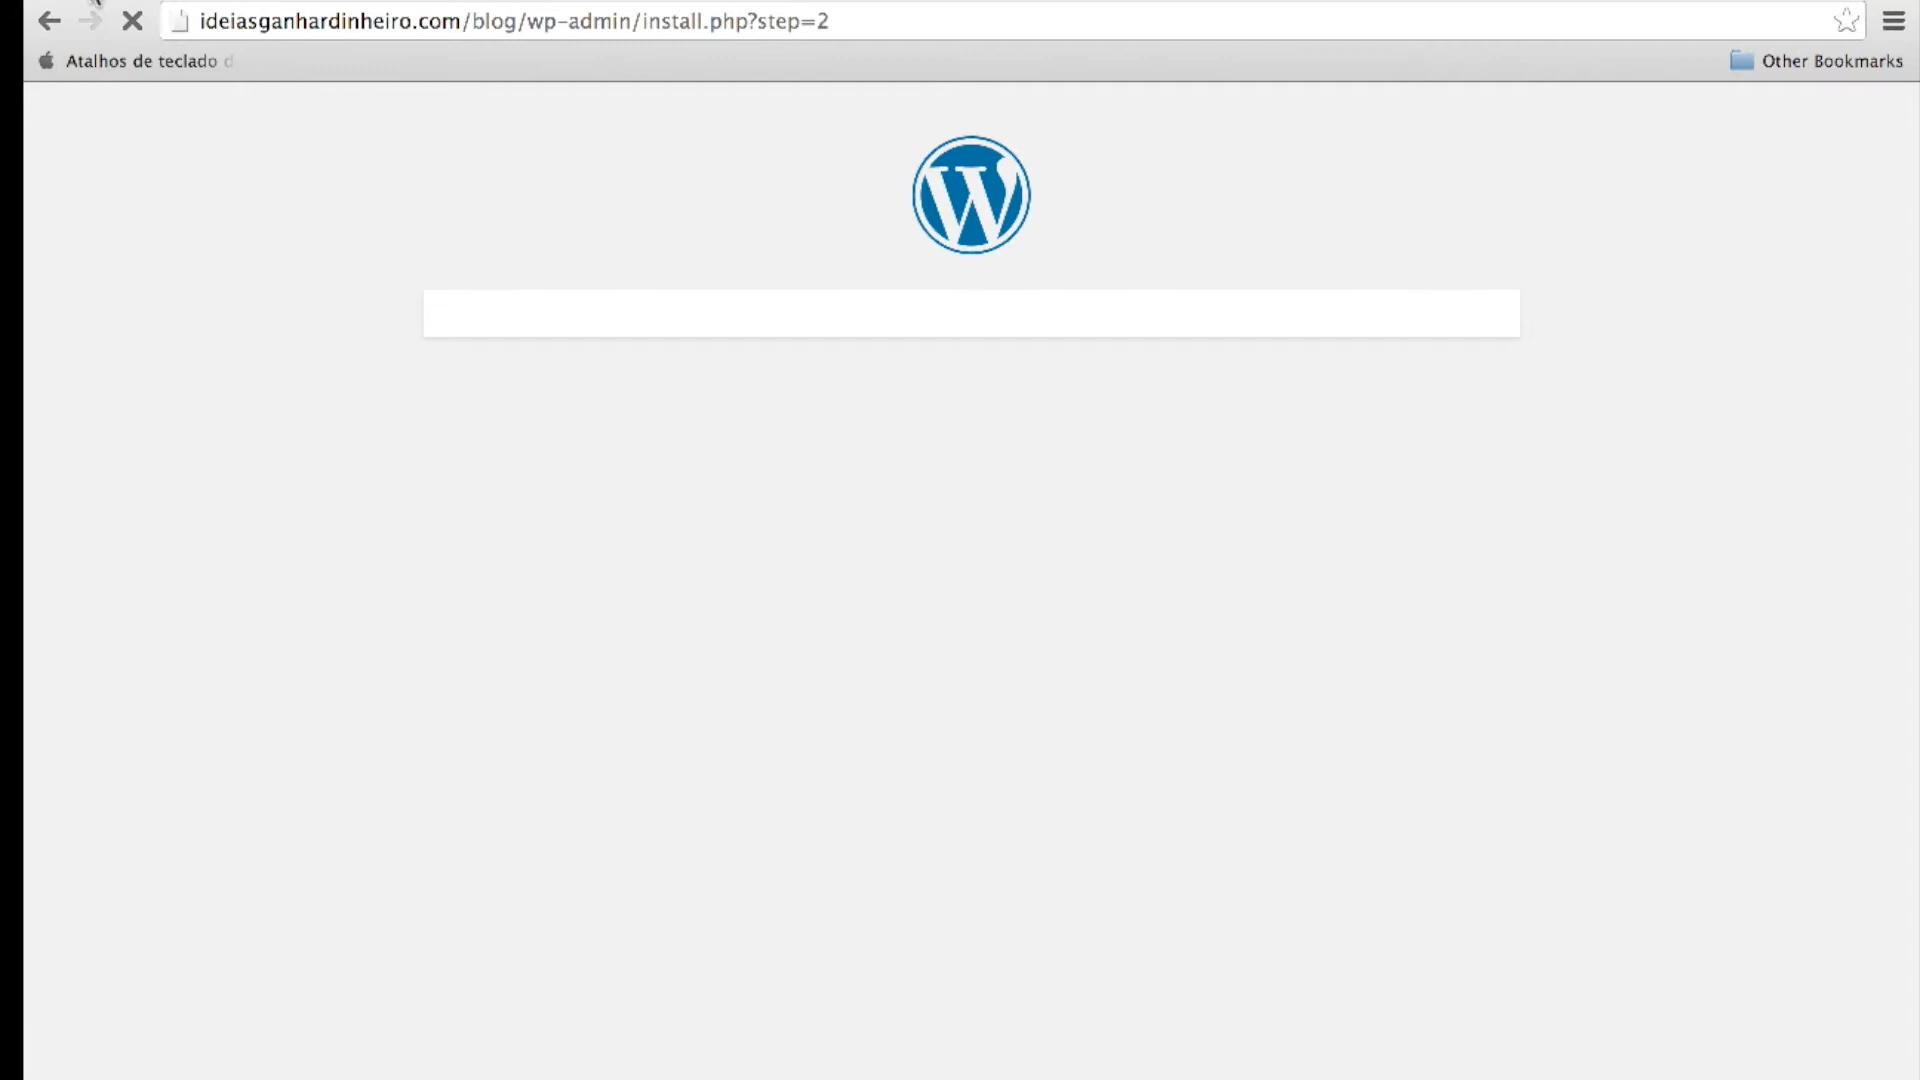 ideiasganhardinheiro.com/blog/wp-admin/install.php?step=2
Atalhos de teclado d
Other Bookmarks